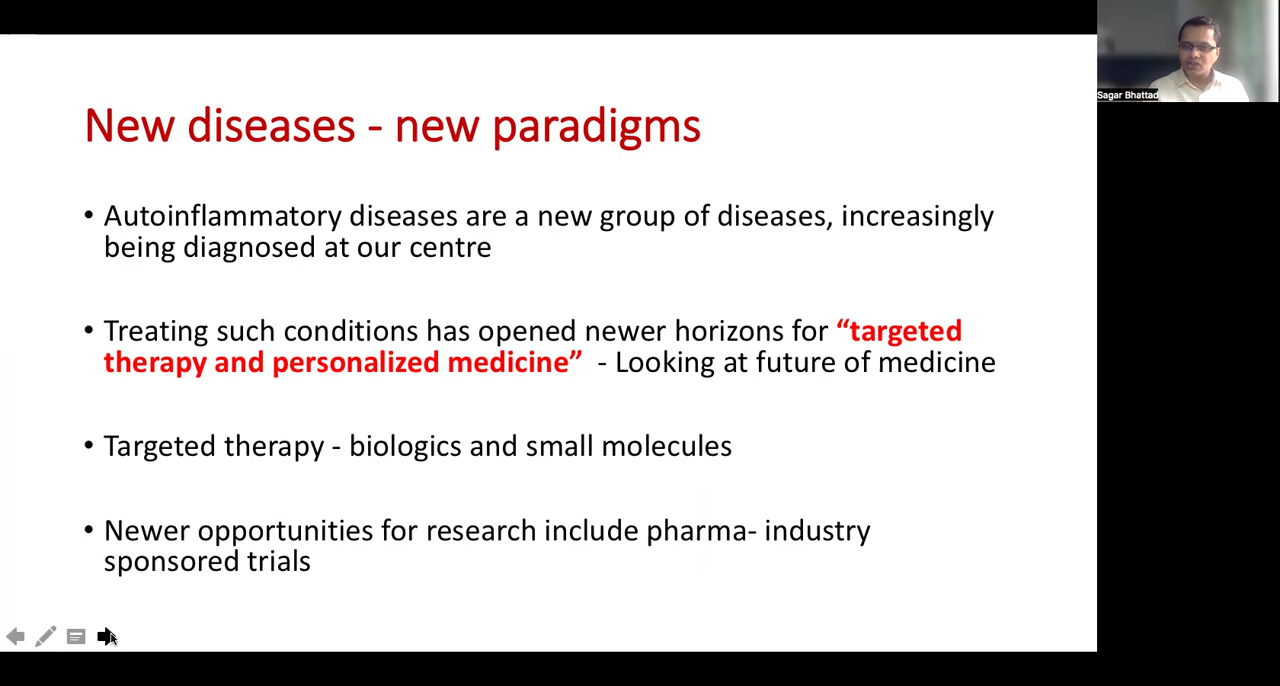 New diseases - new paradigms
• Autoinflammatory diseases are a new group of diseases, increasingly
being diagnosed at our centre
• Treating such conditions has opened newer horizons for “targeted
therapy and personalized medicine” - Looking at future of medicine
• Targeted therapy - biologics and small molecules
• Newer opportunities for research include pharma- industry
sponsored trials
Sagar Bhattad